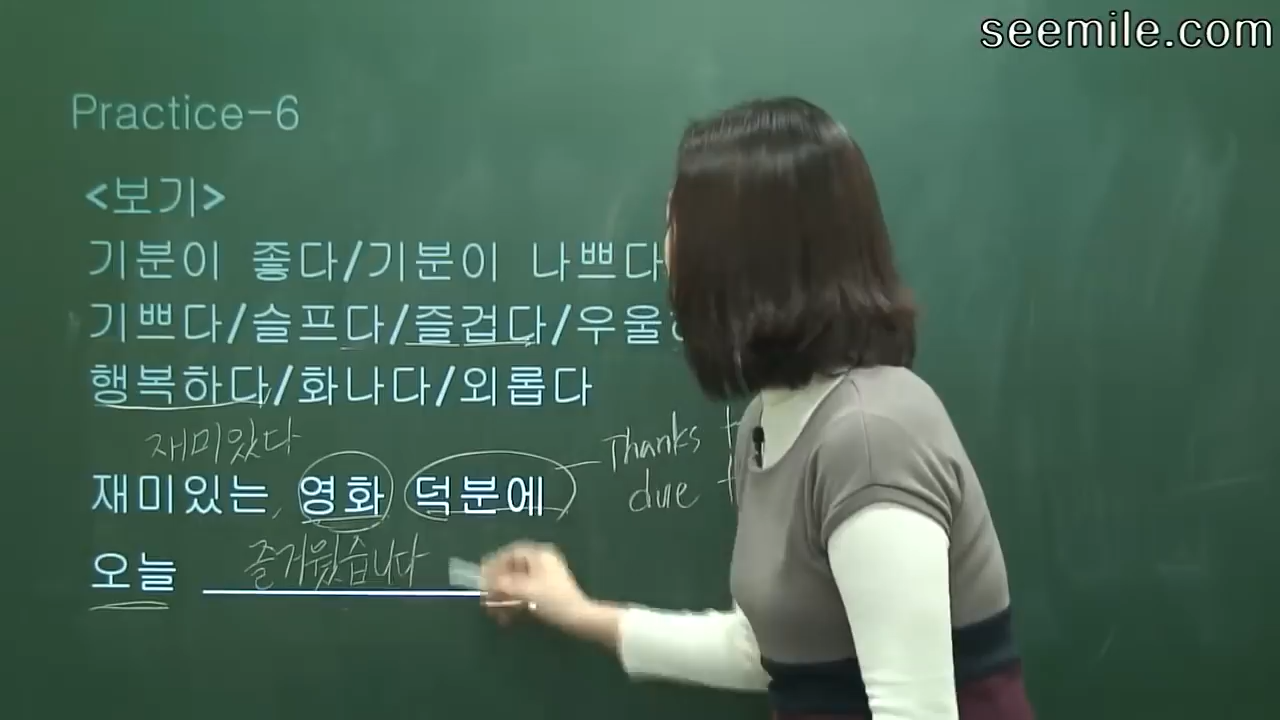 seemile.com
Practice-6
<보기>
기분이 좋다/기분이 나쁘다
기쁘다/슬프다/즐겁다/우울
행복하다/화나다/외롭다
재미있다
Thanks
재미있는 영화 덕분에
due
즐거웠습니다
오늘